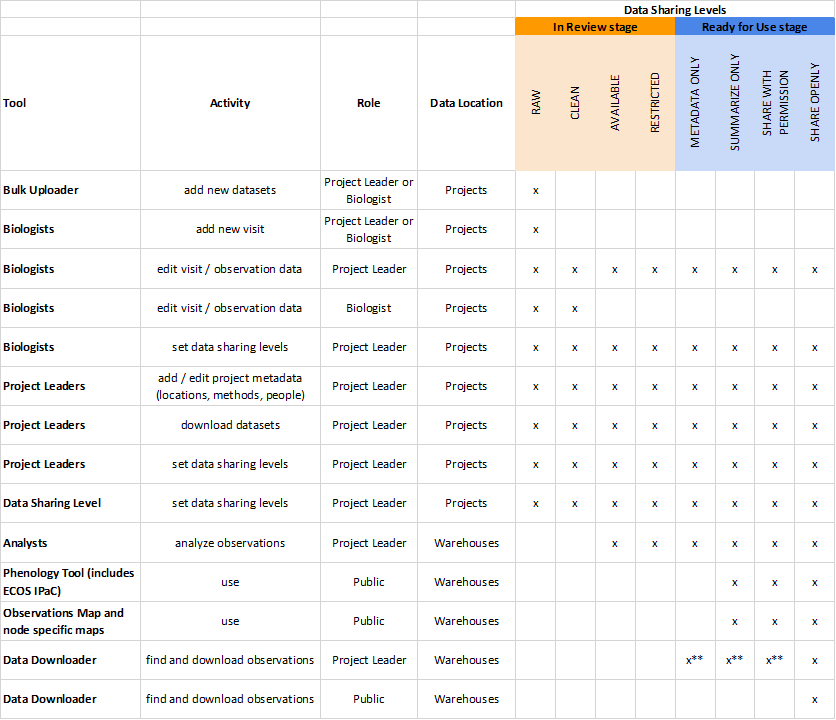 Data Sharing Levels
In Review stage Ready for Use stage
Tool Activity Role Data Location RAW CLEAN AVAILABLE RESTRICTED METADATA ONLY SUMMARIZE ONLY SHARE WITH PERMISSION SHARE OPENLY
Bulk Uploader add new datasets Project Leader or Biologist Projects x
Biologists add new visit Project Leader or Biologist Projects x
Biologists edit visit / observation data Project Leader Projects x x x x x x x x
Biologists edit visit / observation data Biologist Projects x x
Biologists set data sharing levels Project Leader Projects x x x x x x x x
Project Leaders add / edit project metadata (locations, methods, people) Project Leader Projects x x x x x x x x
Project Leaders download datasets Project Leader Projects x x x x x x x x
Project Leaders set data sharing levels Project Leader Projects x x x x x x x x
Data Sharing Level set data sharing levels Project Leader Projects x x x x x x x x
Analysts analyze observations Project Leader Warehouses x x x x x x
Phenology Tool (includes ECOS IPaC) use Public Warehouses x x x
Observations Map and node specific maps use Public Warehouses x x x
Data Downloader find and download observations Project Leader Warehouses x** x** x** x
Data Downloader find and download observations Public Warehouses x